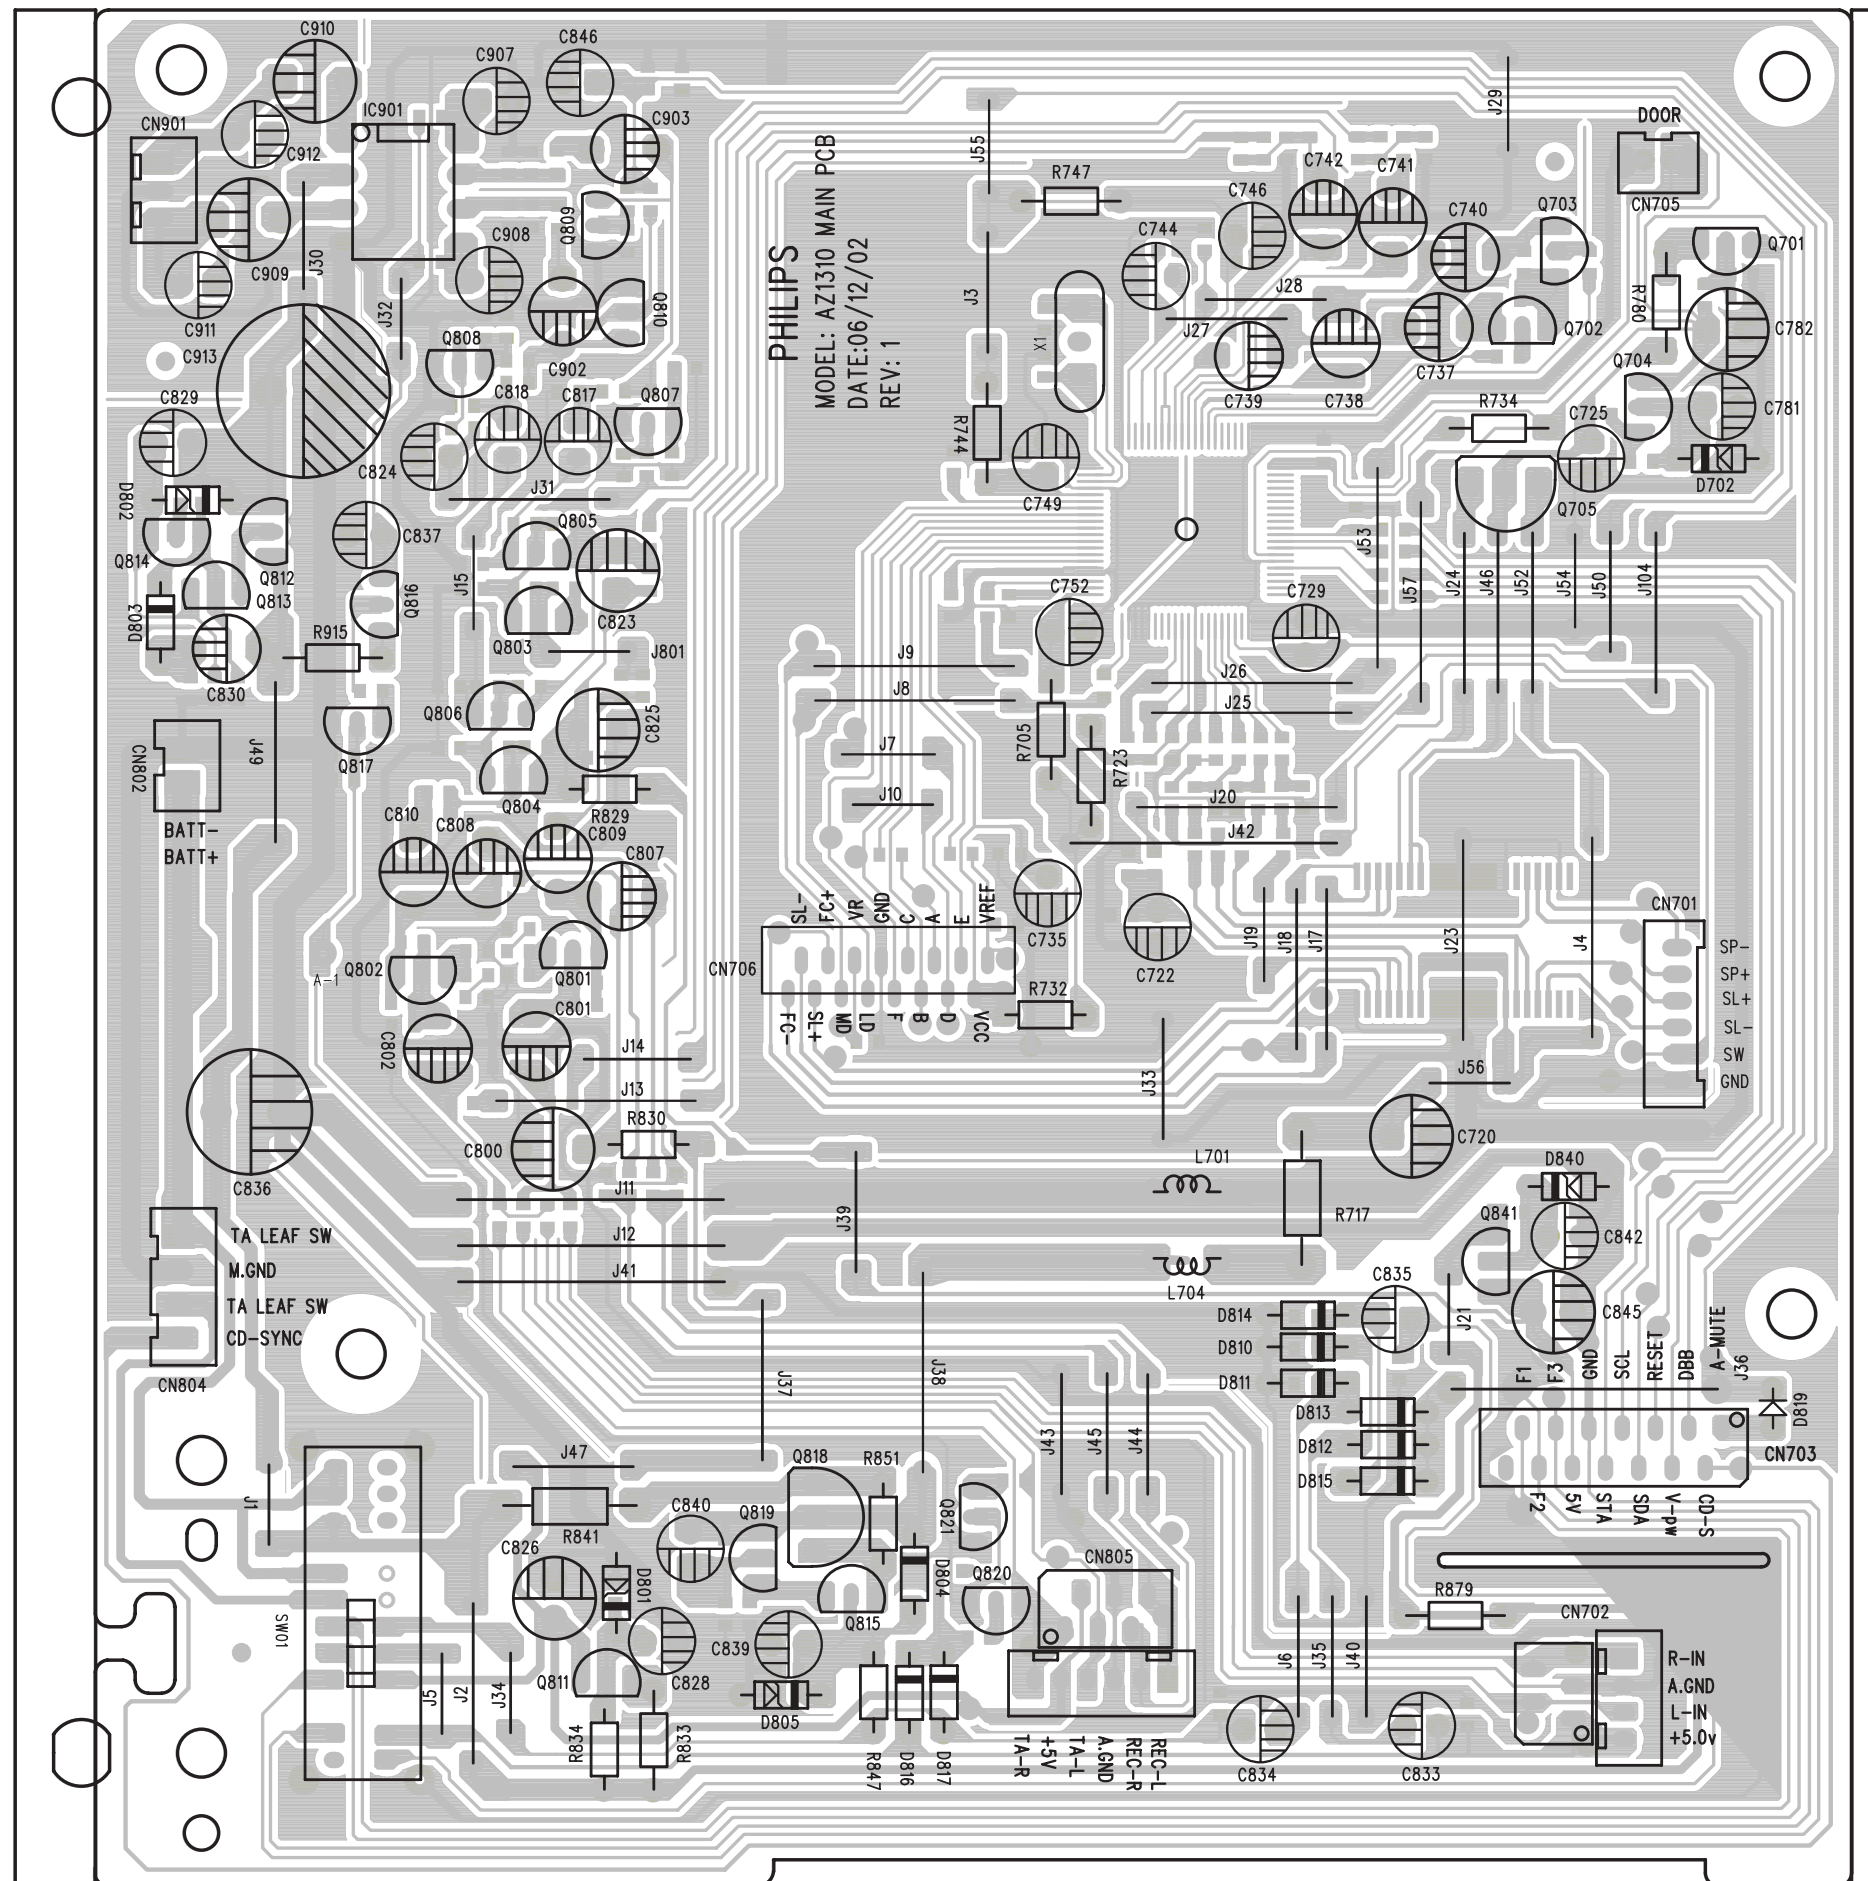 C910
C846
C907
IC901
C903
CN901
C912
J29
DOOR
J55
R747
C742
C741
C746
C740
Q703
CN705
Q809
C908
C744
Q701
C909
J30
PHILIPS
MODEL: AZ1310 MAIN PCB
DATE:06/12/02
REV: 1
J3
J28
R780
C911
J32
Q810
J27
Q702
C782
C913
Q808
X1
Q704
C902
C737
C829
C818
C817
Q807
C739
C738
R734
C725
C781
R744
C824
J31
C749
D702
D802
Q805
Q705
C837
Q814
J53
Q812
J15
Q816
C752
C729
J57
J24
J46
J52
J54
J50
J104
Q813
D803
C823
R915
Q803
J801
J9
C830
J26
J8
Q806
C825
J25
R705
CN802
J49
J7
R723
Q817
J10
J20
Q804
C810
C808
R829
C809
J42
BATT-
BATT+
C807
SL-
FC+
VR
GND
C
A
E
VREF
CN701
C735
J19
J18
J17
J23
J4
SP-
Q802
Q801
CN706
C722
SP+
A-1
R732
SL+
C801
FC-
SL+
MD
LD
F
B
D
VCC
SL-
C802
J14
SW
J33
J56
GND
J13
R830
C800
C720
L701
D840
C836
J11
J39
R717
Q841
C842
TA LEAF SW
J12
M.GND
J41
C835
L704
TA LEAF SW
D814
J21
C845
CD-SYNC
D810
F1
F3
GND
SCL
RESET
DBB
A-MUTE
J36
CN804
J37
J38
D811
D819
D813
J47
Q818
R851
J43
J45
J44
D812
CN703
D815
J1
F2
5V
STA
SDA
V-pw
CD-S
C840
Q819
Q821
R841
C826
CN805
D801
D804
Q820
R879
CN702
SW01
Q815
C839
J6
J35
J40
R-IN
J5
J2
J34
Q811
C828
A.GND
L-IN
D805
+5.0v
R834
R833
R847
D816
D817
TA-R
+5V
TA-L
A.GND
REC-R
REC-L
C834
C833